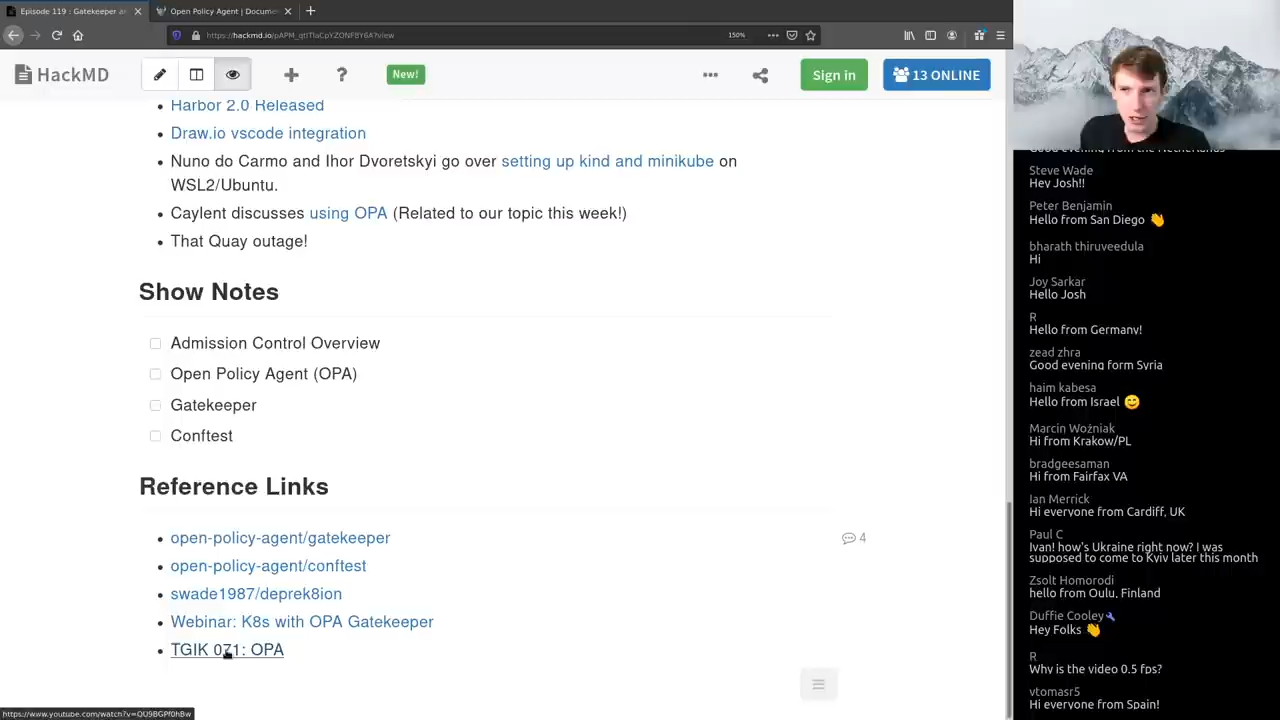 Episode 119 : Gatekeeper a
Open Policy Agent | Docume
https://hackmd.io/
150%
HackMD
New!
Sign in
13 ONLINE
Harbor 2.0 Released
Draw.io vscode integration
Nuno do Carmo and Ihor Dvoretskyi go over setting up kind and minikube on
WSL2/Ubuntu.
Caylent discusses using OPA (Related to our topic this week!)
That Quay outage!
Show Notes
Admission Control Overview
Open Policy Agent (OPA)
Gatekeeper
Conftest
Reference Links
open-policy-agent/gatekeeper
4
open-policy-agent/conftest
swade1987/deprek8ion
Webinar: K8s with OPA Gatekeeper
TGIK 071: OPA
Good evening from the Netherlands
Steve Wade
Hey Josh!!
Peter Benjamin
Hello from San Diego 👋
bharath thiruveedula
Hi
Joy Sarkar
Hello Josh
R
Hello from Germany!
zead zhra
Good evening form Syria
haim kabesa
Hello from Israel 😊
Marcin Woźniak
Hi from Krakow/PL
bradgeesaman
Hi from Fairfax VA
Ian Merrick
Hi everyone from Cardiff, UK
Paul C
Ivan! how's Ukraine right now? I was
supposed to come to Kyiv later this month
Zsolt Homorodi
hello from Oulu, Finland
Duffie Cooley🔧
Hey Folks 👋
R
Why is the video 0.5 fps?
vtomasr5
Hi everyone from Spain!